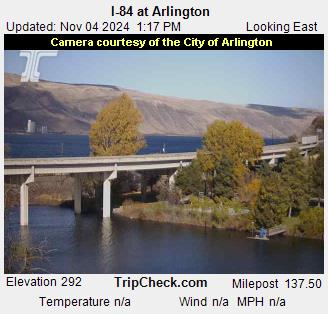 I-84 at Arlington
Updated: Nov 04 2024 1:17 PM Looking East
Camera courtesy of the City of Arlington
Elevation 292 TripCheck.com Milepost 137.50
Temperature n/a Wind n/a MPH n/a